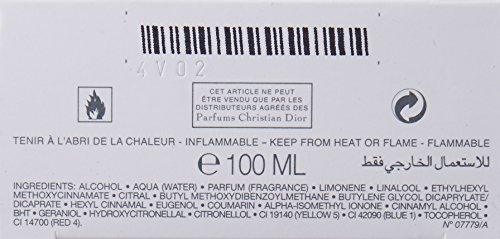 4V02
CET ARTICLE NE PEUT
ÊTRE VENDU QUE PAR
LES DISTRIBUTEURS
AGRÉÉS DES
Parfums Christian Dior
TENIR À L'ABRI DE LA CHALEUR - INFLAMMABLE - KEEP FROM HEAT OR FLAME - FLAMMABLE
℮ 100 ML
للاستعمال الخارجي فقط
INGREDIENTS: ALCOHOL • AQUA (WATER) • PARFUM (FRAGRANCE) • LIMONENE • LINALOOL • ETHYLHEXYL
METHOXYCINNAMATE • CITRAL • BUTYL METHOXYDIBENZOYLMETHANE • BUTYLENE GLYCOL DICAPRYLATE/
DICAPRATE • HEXYL CINNAMAL • EUGENOL • COUMARIN • ALPHA-ISOMETHYL IONONE • CINNAMYL ALCOHOL •
BHT • GERANIOL • HYDROXYCITRONELLAL • CITRONELLOL • CI 19140 (YELLOW 5) • CI 42090 (BLUE 1) • TOCOPHEROL •
CI 14700 (RED 4).
N° 07779/A